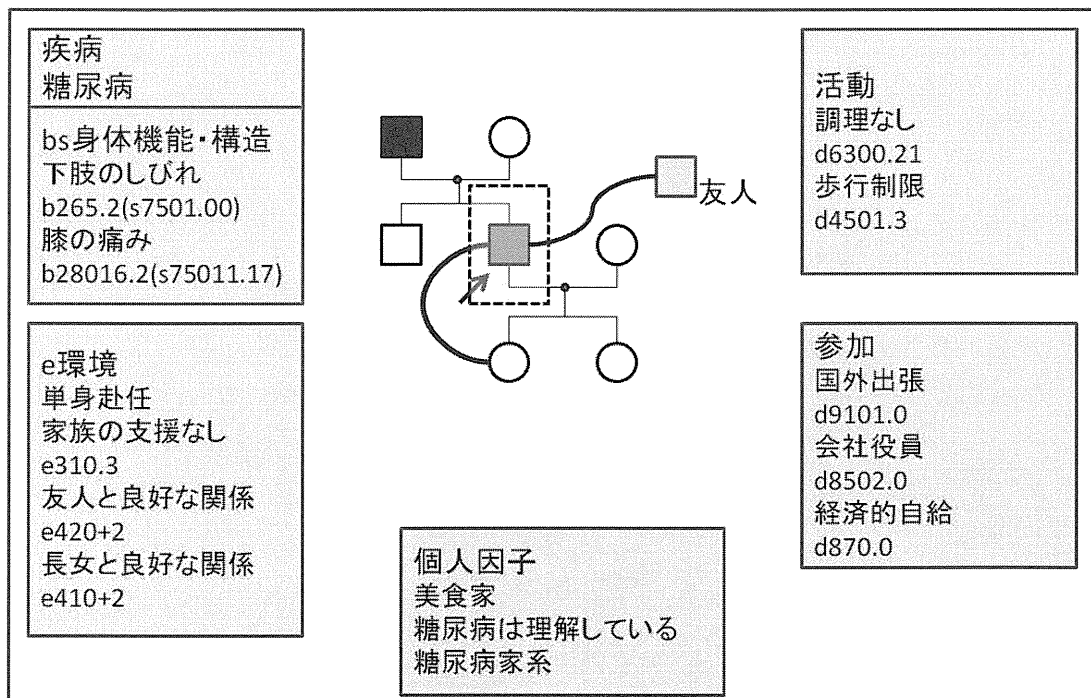 疾病
糖尿病
bs身体機能・構造
下肢のしびれ
b265.2(s7501.00)
膝の痛み
b28016.2(s75011.17)
e環境
単身赴任
家族の支援なし
e310.3
友人と良好な関係
e420+2
長女と良好な関係
e410+2
友人
個人因子
美食家
糖尿病は理解している
糖尿病家系
活動
調理なし
d6300.21
歩行制限
d4501.3
参加
国外出張
d9101.0
会社役員
d8502.0
経済的自給
d870.0